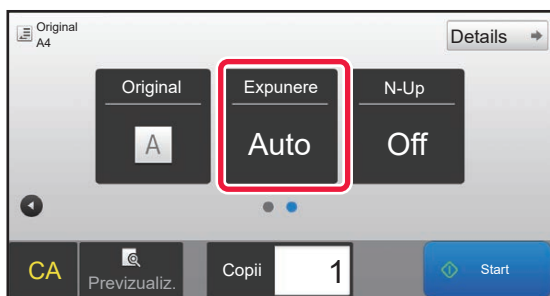 Original
A4
Details
Original
Expunere
N-Up
A
Auto
Off
CA
Previzualiz.
Copii
1
Start